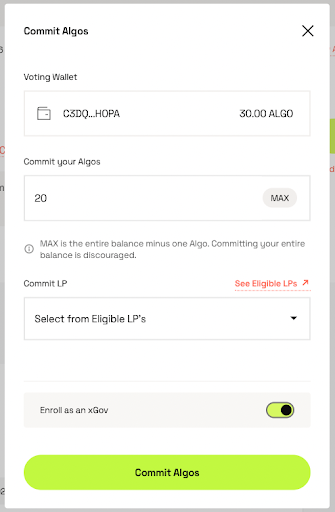 Commit Algos
Voting Wallet
C3DQ...HOPA 30.00 ALGO
Commit your Algos
20 MAX
MAX is the entire balance minus one Algo. Committing your entire
balance is discouraged.
Commit LP See Eligible LPs ↗
Select from Eligible LP's
Enroll as an xGov
Commit Algos